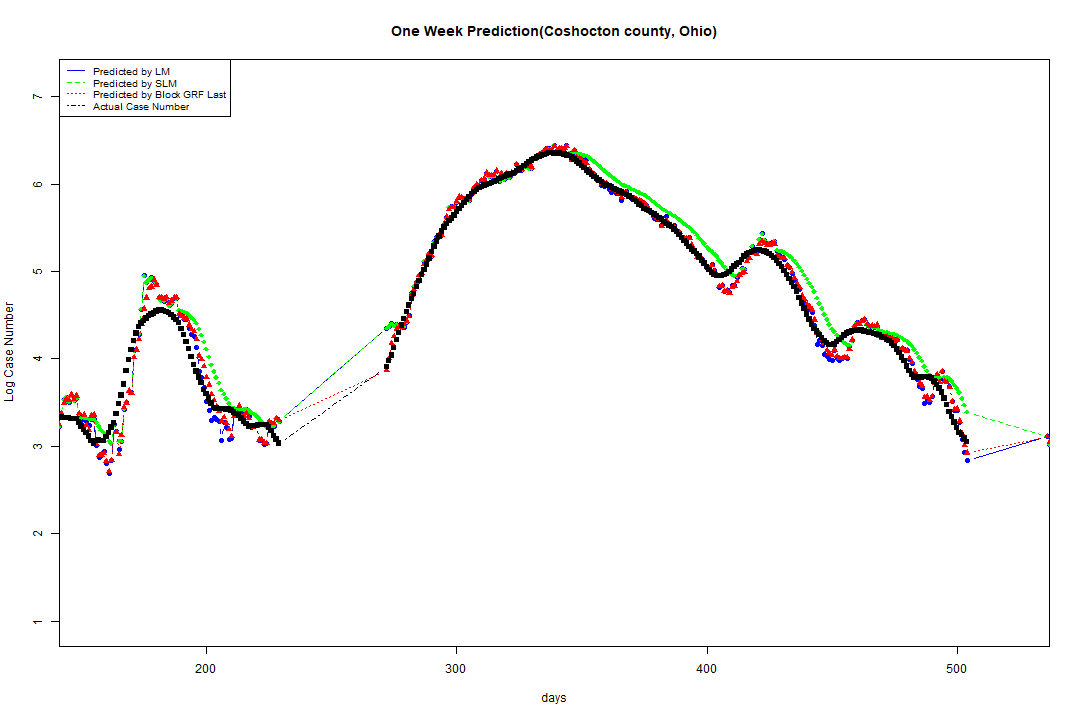 One Week Prediction(Coshocton county, Ohio)
Predicted by LM
Predicted by SLM
Predicted by Block GRF Last
Actual Case Number
7
6
5
4
3
2
1
Log Case Number
200 300 400 500
days